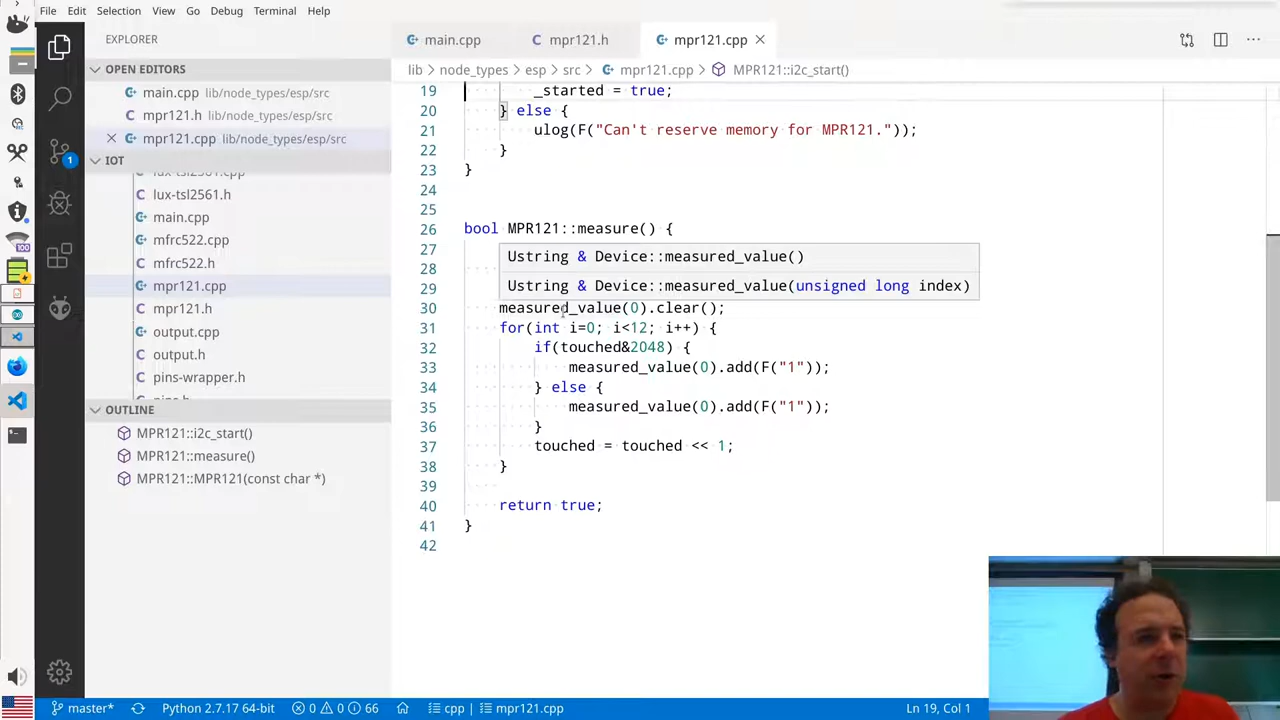 File Edit Selection View Go Debug Terminal Help
EXPLORER
OPEN EDITORS
main.cpp lib/node_types/esp/src
mpr121.h lib/node_types/esp/src
mpr121.cpp lib/node_types/esp/src
1
IOT
lux-tsl2561.cpp
lux-tsl2561.h
main.cpp
mfrc522.cpp
mfrc522.h
mpr121.cpp
mpr121.h
output.cpp
output.h
pins-wrapper.h
OUTLINE
MPR121::i2c_start()
MPR121::measure()
MPR121::MPR121(const char *)
main.cpp mpr121.h mpr121.cpp
lib > node_types > esp > src > mpr121.cpp > MPR121::i2c_start()
19 _started = true;
20 } else {
21 ulog(F("Can't reserve memory for MPR121."));
22 }
23 }
24
25
26 bool MPR121::measure() {
27
Ustring & Device::measured_value()
28
29 Ustring & Device::measured_value(unsigned long index)
30 measured_value(0).clear();
31 for(int i=0; i<12; i++) {
32 if(touched&2048) {
33 measured_value(0).add(F("1"));
34 } else {
35 measured_value(0).add(F("1"));
36 }
37 touched = touched << 1;
38 }
39
40 return true;
41 }
42
master* Python 2.7.17 64-bit 0 0 66 cpp | mpr121.cpp Ln 19, Col 1